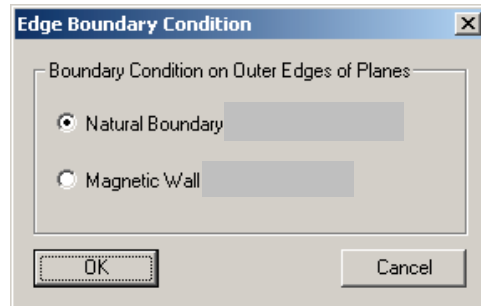 Edge Boundary Condition
Boundary Condition on Outer Edges of Planes
Natural Boundary
Magnetic Wall
OK
Cancel